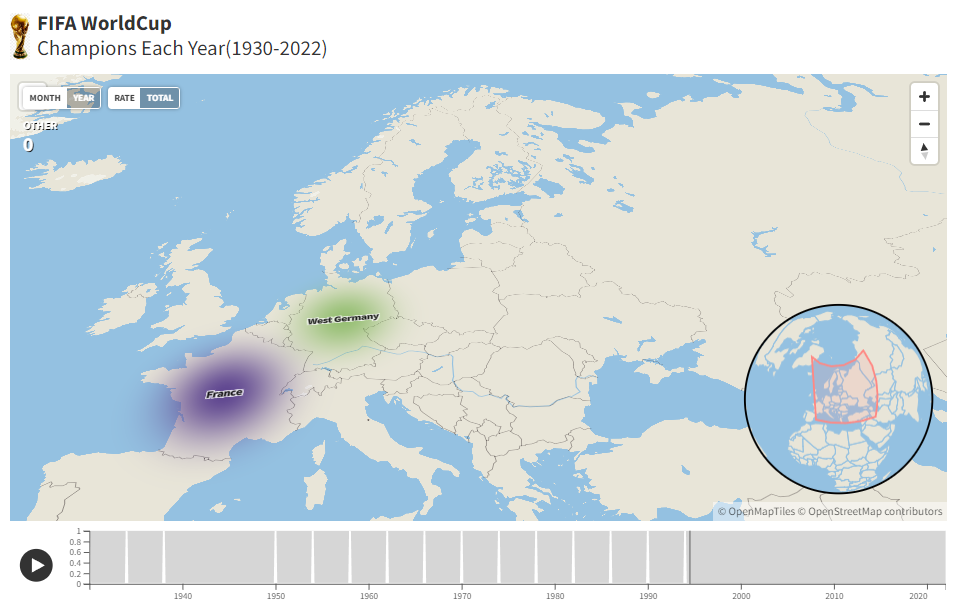 FIFA WorldCup
Champions Each Year(1930-2022)
MONTH YEAR RATE TOTAL
OTHER
0
+
−
West Germany
France
© OpenMapTiles © OpenStreetMap contributors
1
0.8
0.6
0.4
0.2
0
1940 1950 1960 1970 1980 1990 2000 2010 2020